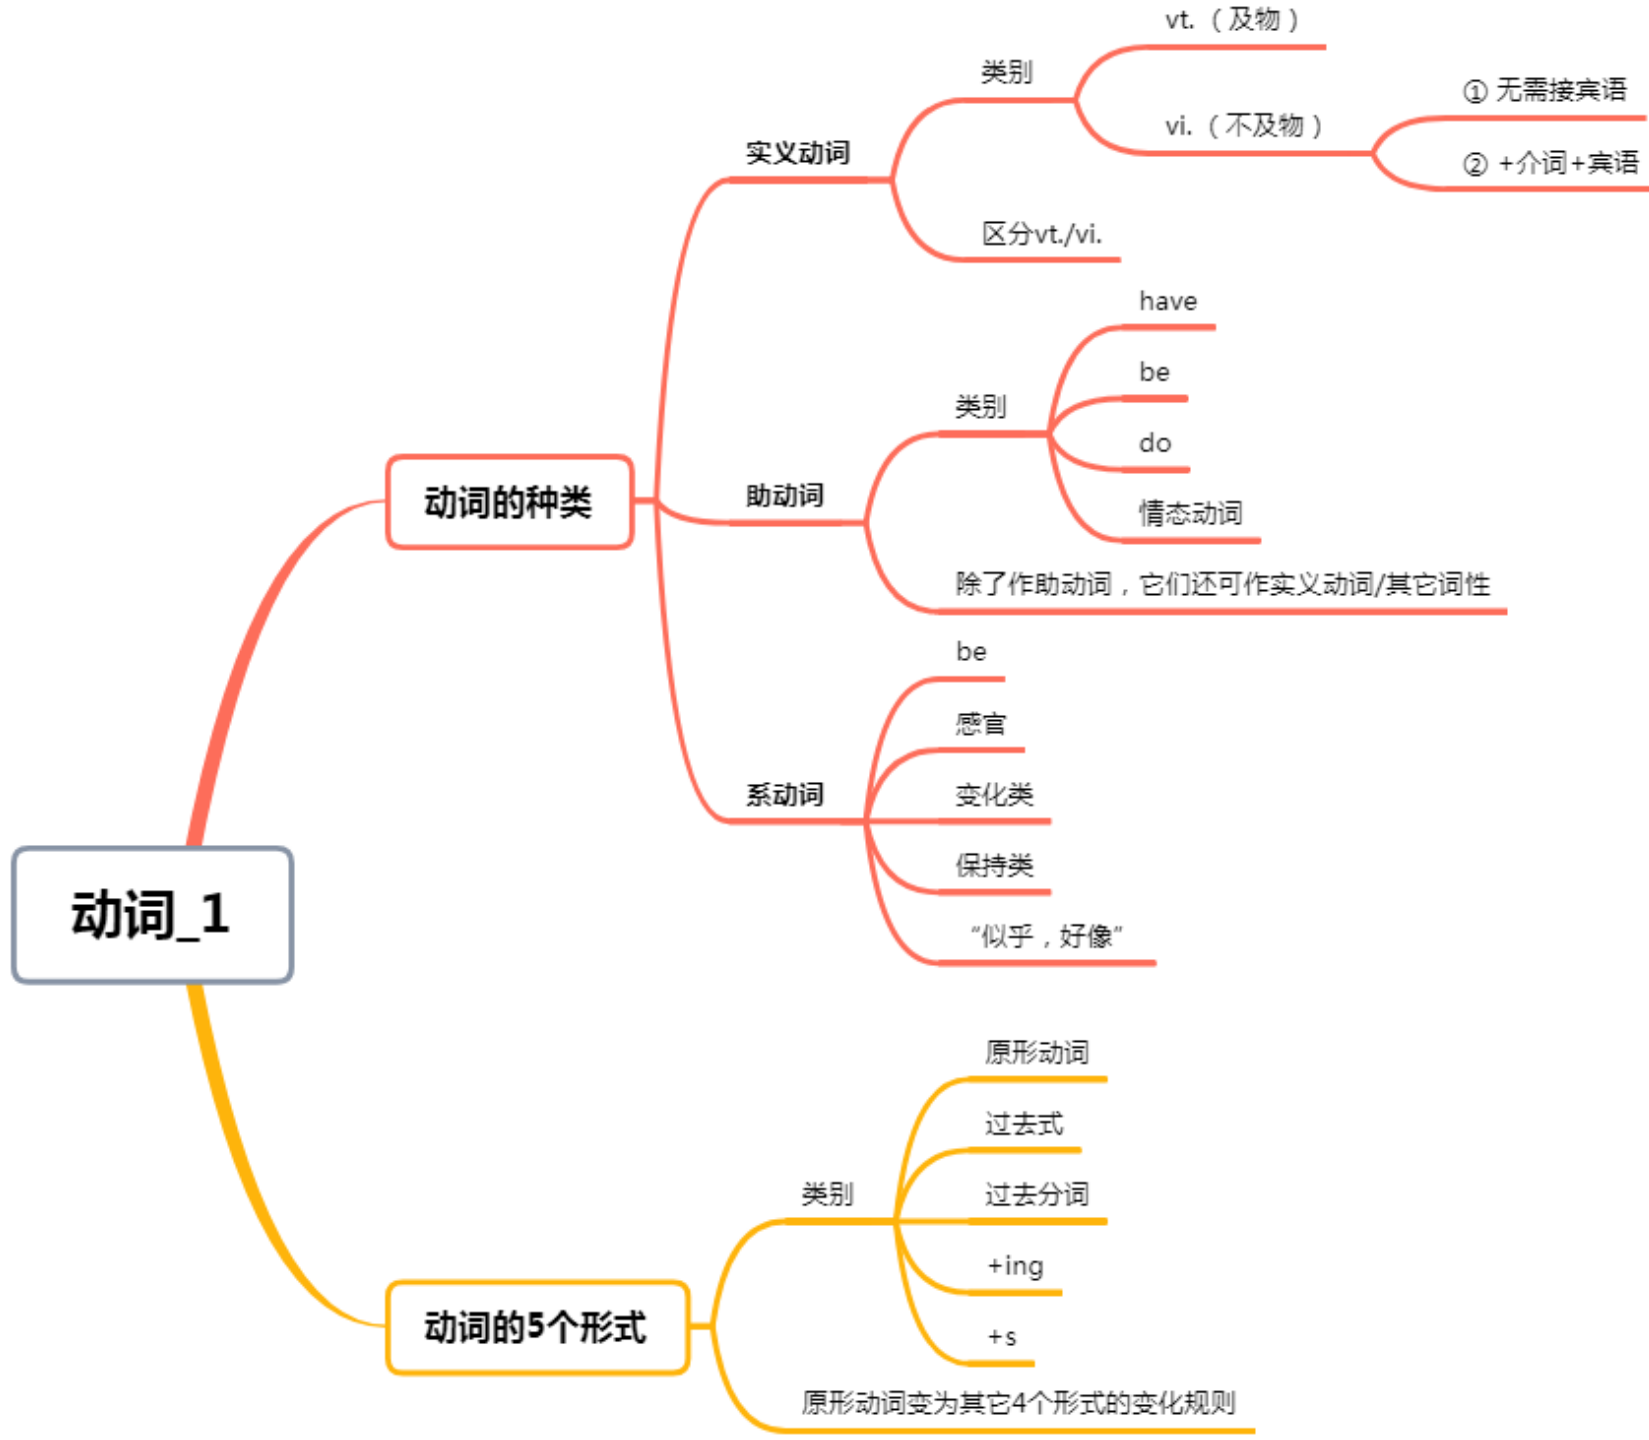 动词_1
动词的种类
实义动词
类别
vt.（及物）
vi.（不及物）
① 无需接宾语
② +介词+宾语
区分vt./vi.
助动词
类别
have
be
do
情态动词
除了作助动词，它们还可作实义动词/其它词性
系动词
be
感官
变化类
保持类
“似乎，好像”
动词的5个形式
类别
原形动词
过去式
过去分词
+ing
+s
原形动词变为其它4个形式的变化规则